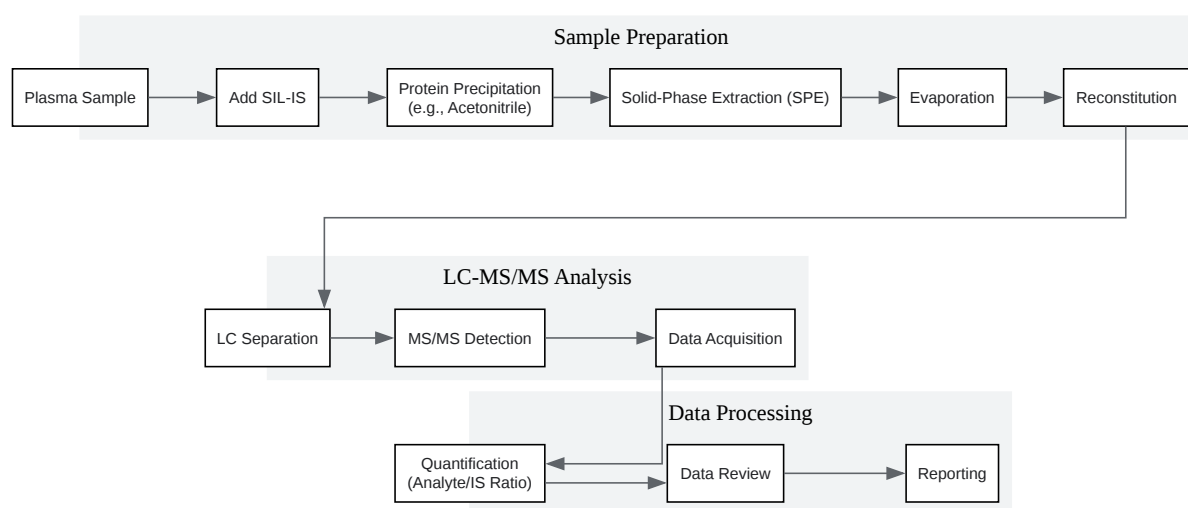 Sample Preparation
Plasma Sample
Add SIL-IS
Protein Precipitation
(e.g., Acetonitrile)
Solid-Phase Extraction (SPE)
Evaporation
Reconstitution
LC-MS/MS Analysis
LC Separation
MS/MS Detection
Data Acquisition
Data Processing
Quantification
(Analyte/IS Ratio)
Data Review
Reporting